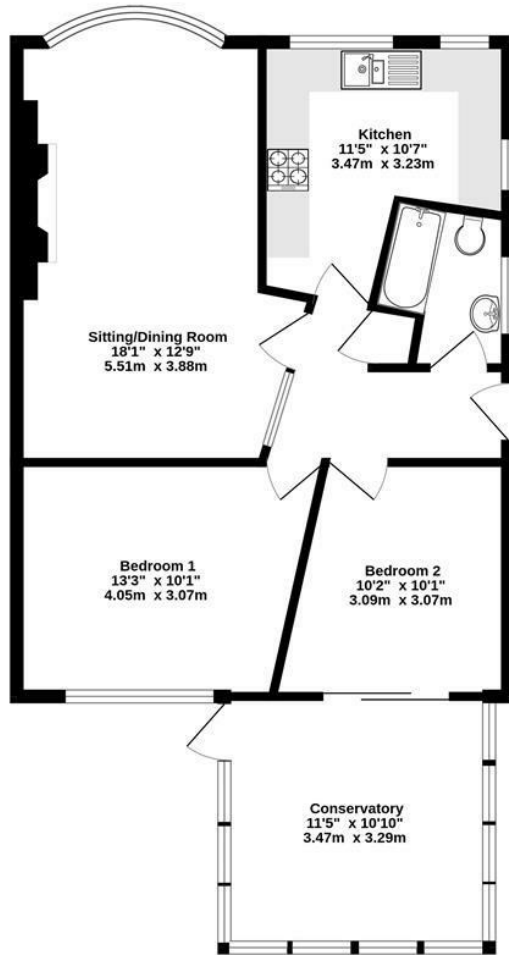 Kitchen
11'5" x 10'7"
3.47m x 3.23m
Sitting/Dining Room
18'1" x 12'9"
5.51m x 3.88m
Bedroom 1
13'3" x 10'1"
4.05m x 3.07m
Bedroom 2
10'2" x 10'1"
3.09m x 3.07m
Conservatory
11'5" x 10'10"
3.47m x 3.29m